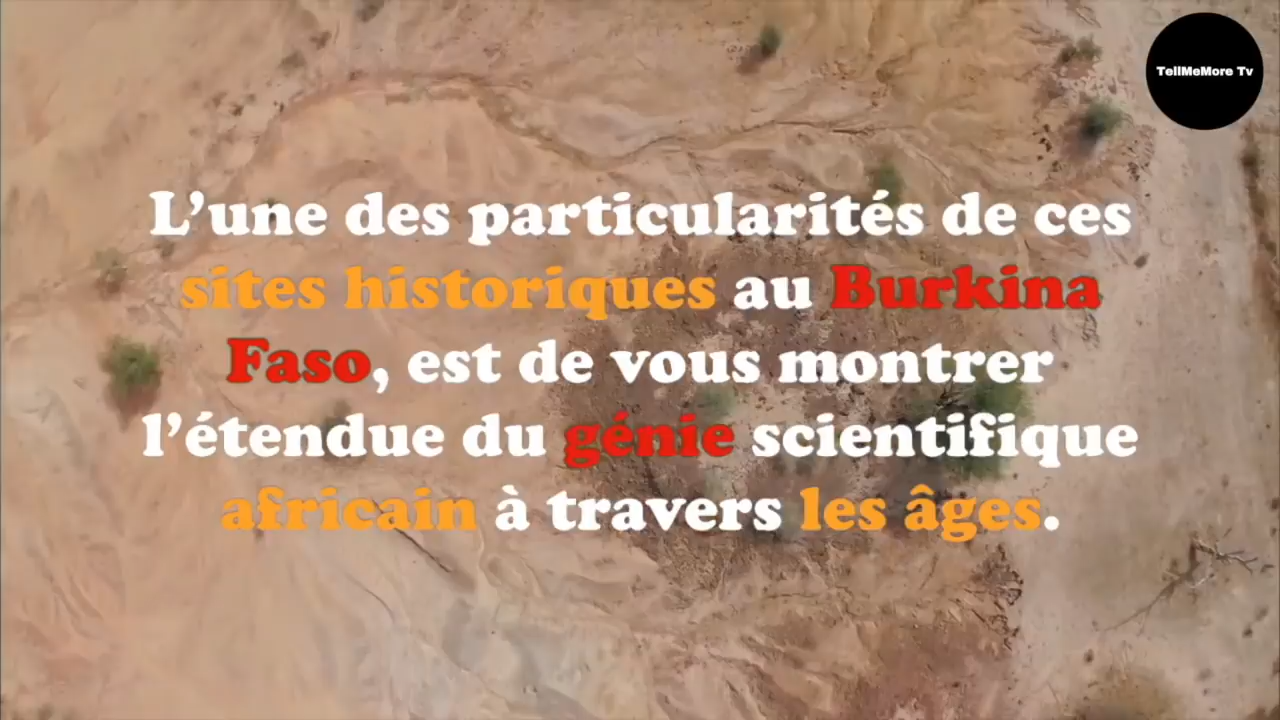 TellMeMore Tv
L’une des particularités de ces
sites historiques au Burkina
Faso, est de vous montrer
l’étendue du génie scientifique
africain à travers les âges.